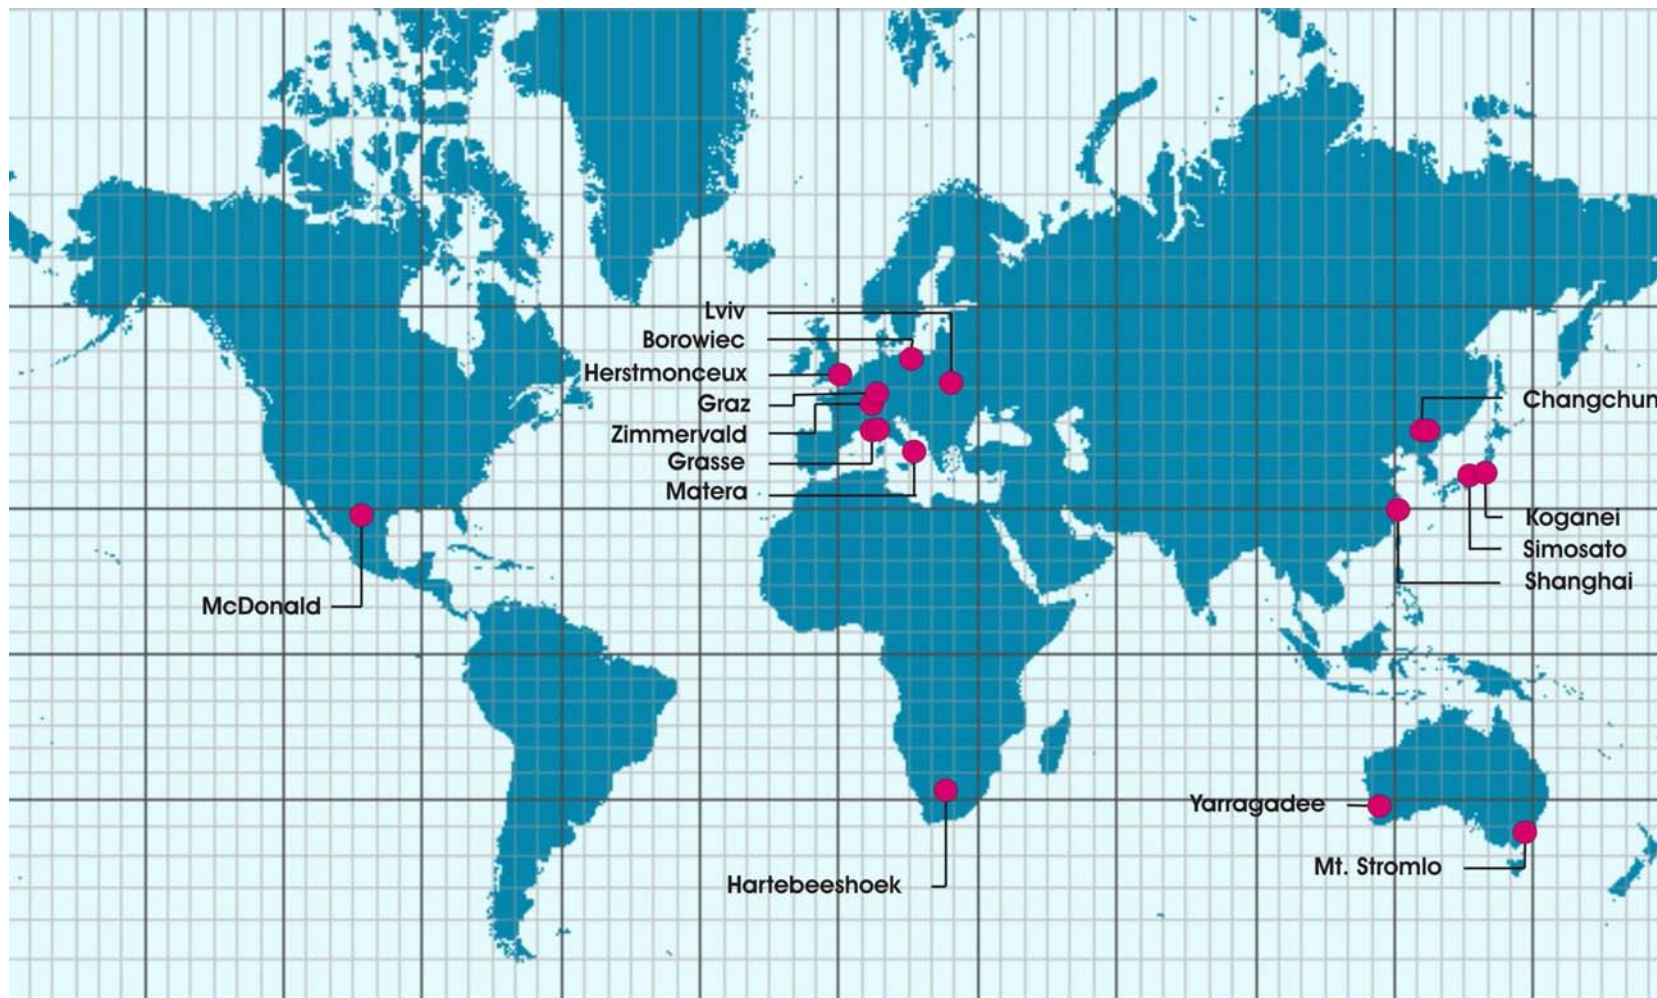 Lviv
Borowiec
Herstmonceux
Graz
Zimmervald
Grasse
Matera
McDonald
Hartebeeshoek
Changchun
Koganei
Simosato
Shanghai
Yarragadee
Mt. Stromlo